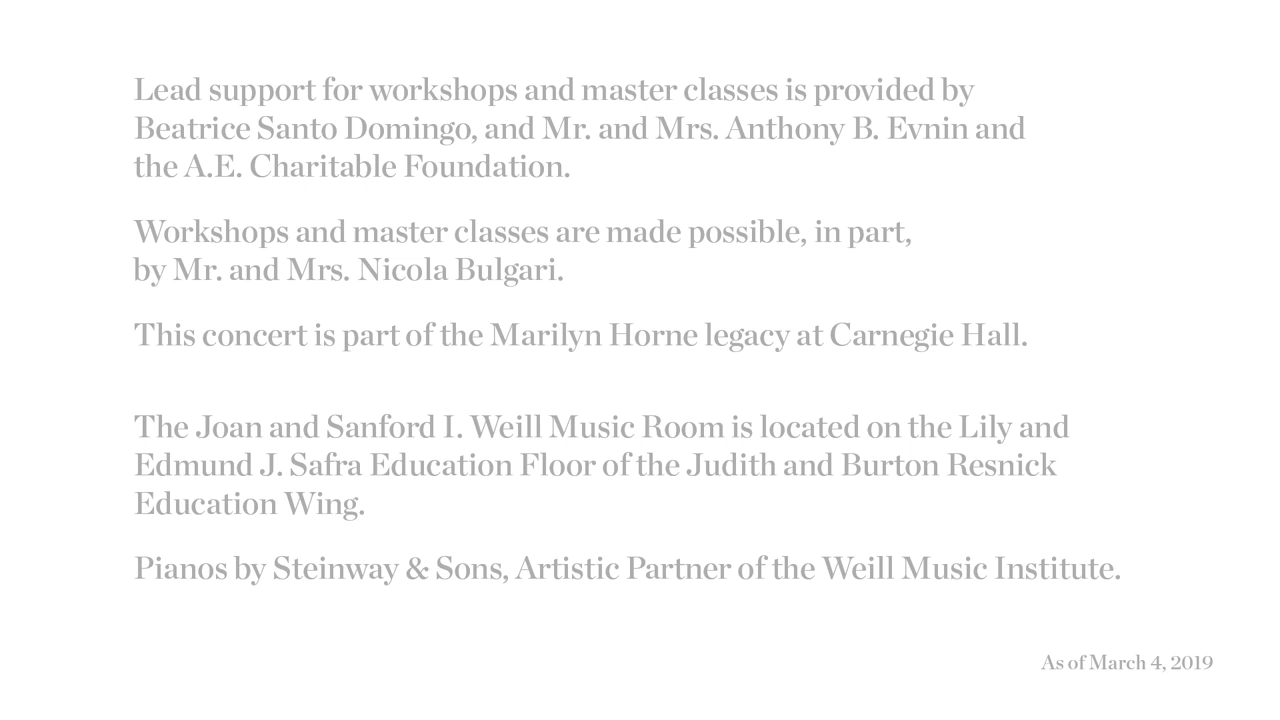 Lead support for workshops and master classes is provided by
Beatrice Santo Domingo, and Mr. and Mrs. Anthony B. Evnin and
the A.E. Charitable Foundation.
Workshops and master classes are made possible, in part,
by Mr. and Mrs. Nicola Bulgari.
This concert is part of the Marilyn Horne legacy at Carnegie Hall.
The Joan and Sanford I. Weill Music Room is located on the Lily and
Edmund J. Safra Education Floor of the Judith and Burton Resnick
Education Wing.
Pianos by Steinway & Sons, Artistic Partner of the Weill Music Institute.
As of March 4, 2019